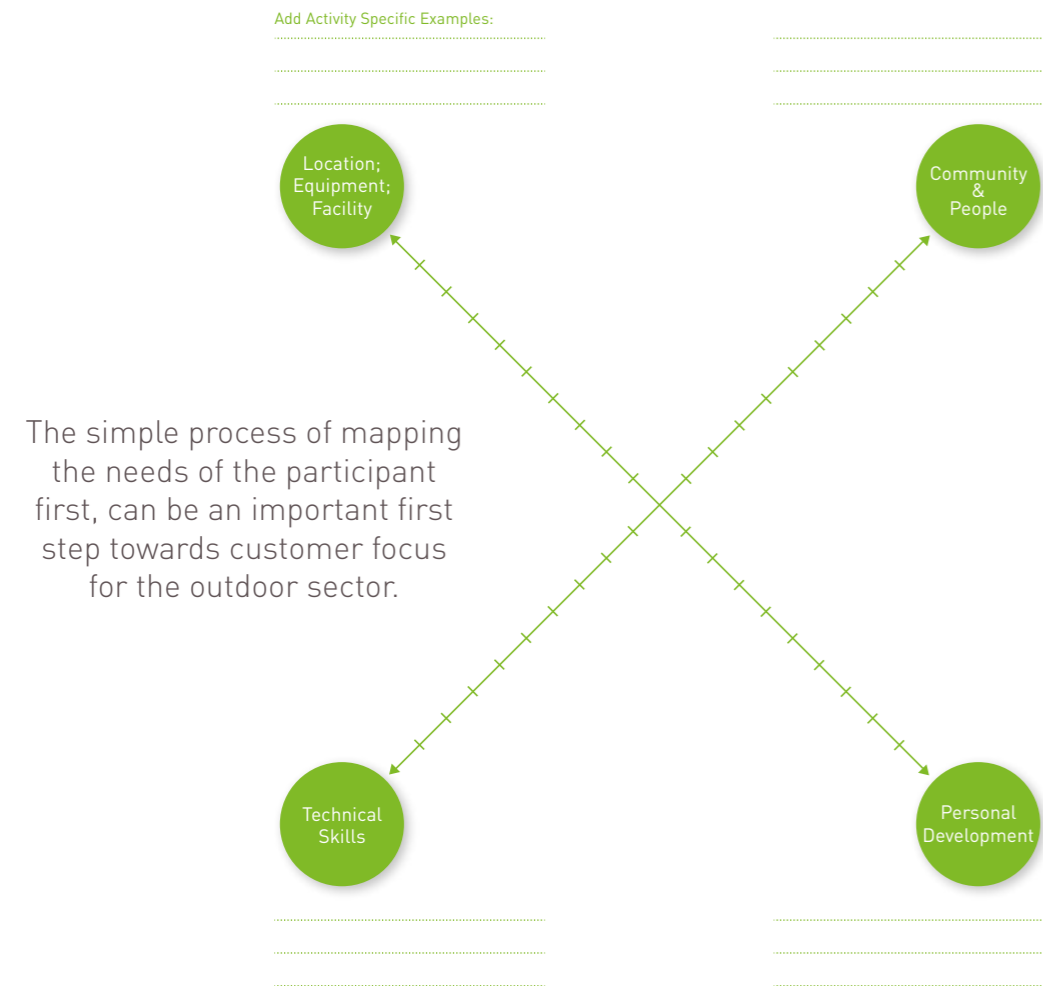 Add Activity Specific Examples:
Location;
Equipment;
Facility
Community
&
People
The simple process of mapping
the needs of the participant
first, can be an important first
step towards customer focus
for the outdoor sector.
Technical
Skills
Personal
Development